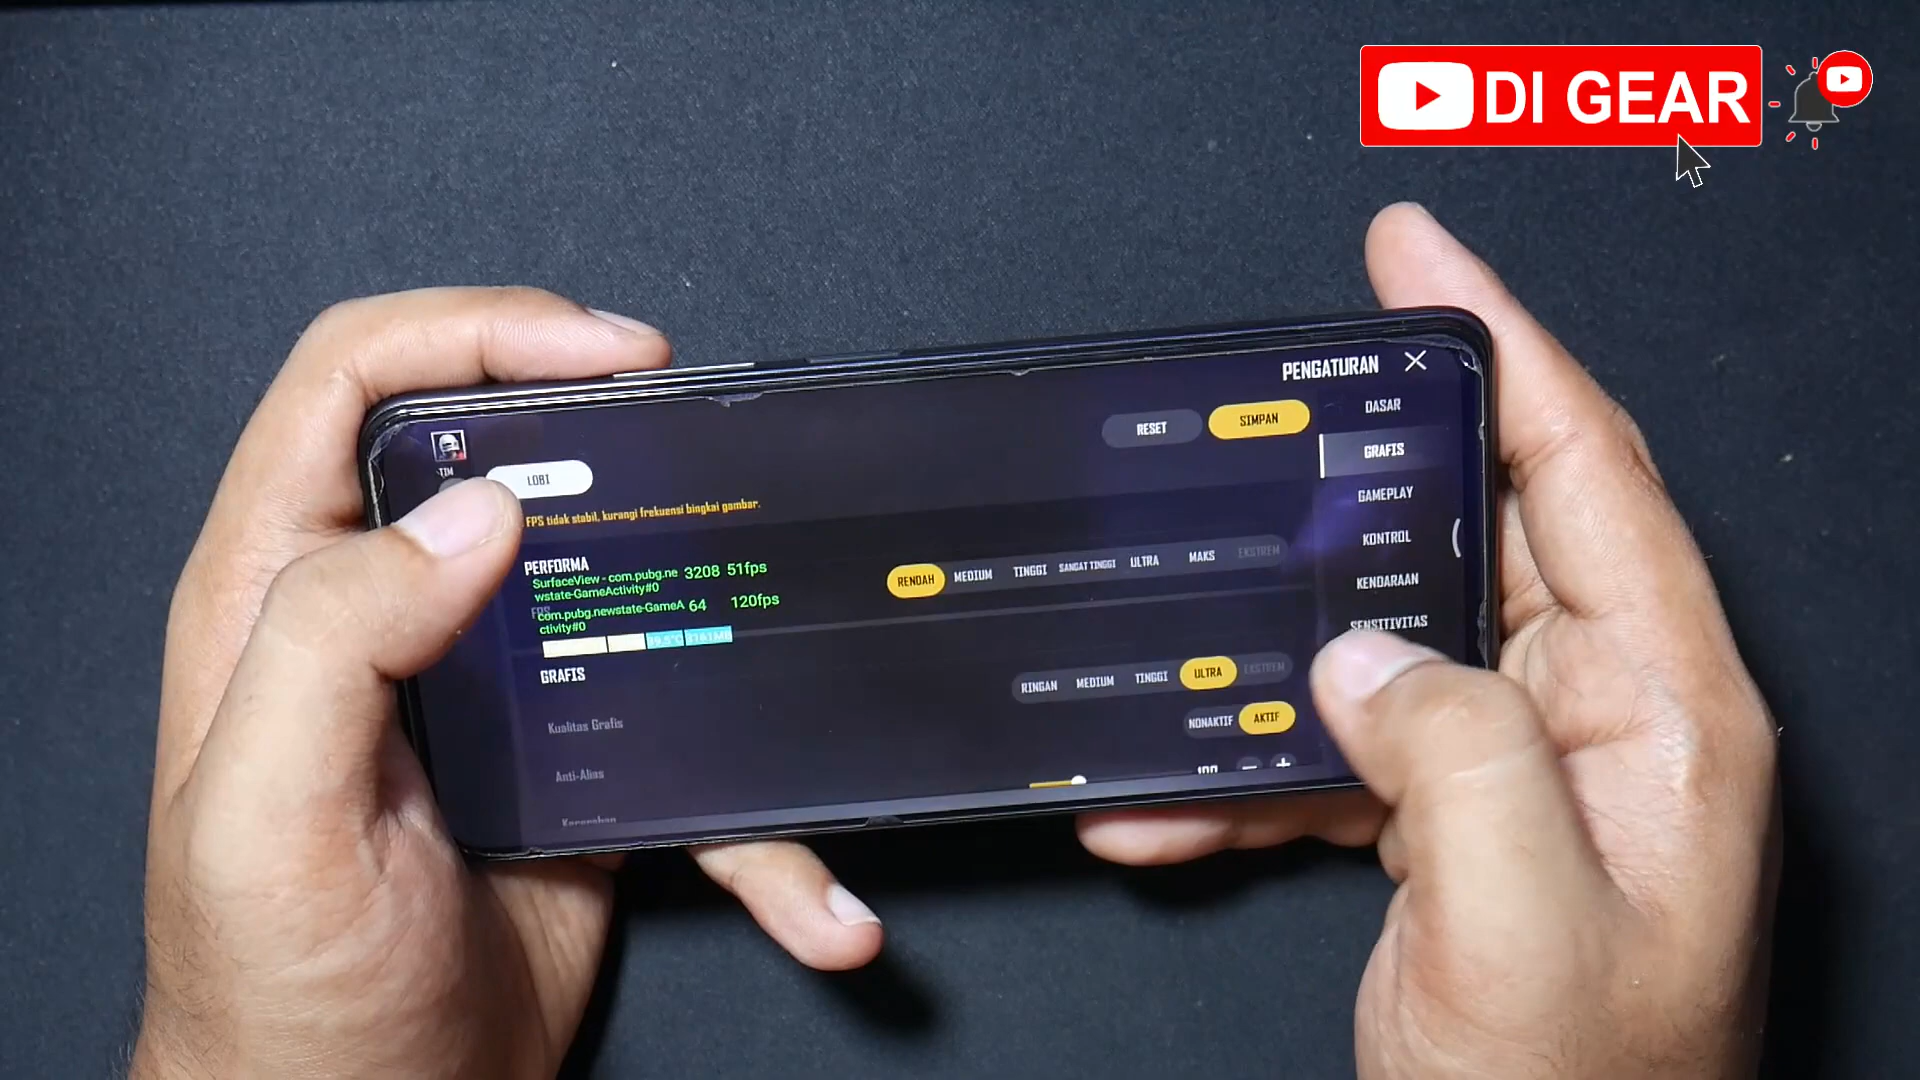 DI GEAR
PENGATURAN
RESET
SIMPAN
DASAR
GRAFIS
GAMEPLAY
KONTROL
KENDARAAN
SENSITIVITAS
TIM
LOBI
FPS tidak stabil, kurangi frekuensi bingkai gambar.
PERFORMA
SurfaceView - com.pubg.ne 3208 51fps
wstate-GameActivity#0
FPS
com.pubg.newstate-GameA 64 120fps
ctivity#0
RENDAH MEDIUM TINGGI SANGAT TINGGI ULTRA MAKS EKSTREM
GRAFIS
Kualitas Grafis
RINGAN MEDIUM TINGGI ULTRA EKSTREM
Anti-Alias
NONAKTIF AKTIF
Kecerahan
100